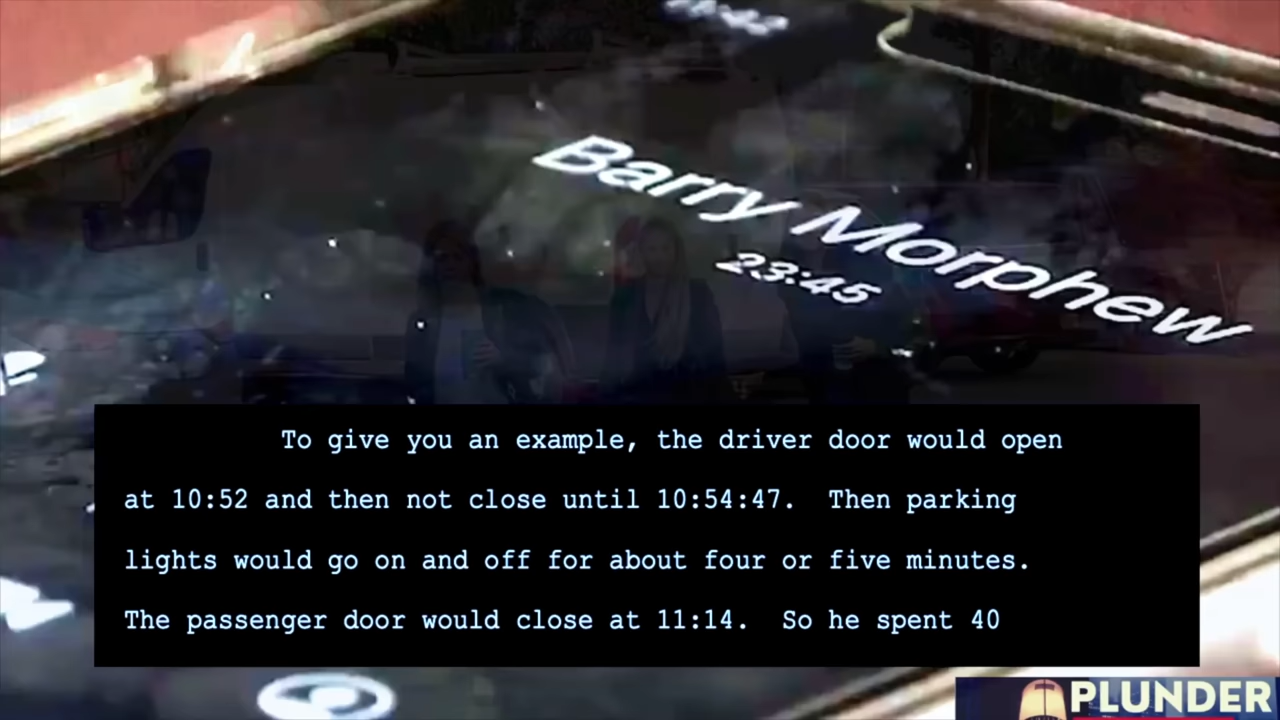 Barry Morphew
23:45
To give you an example, the driver door would open
at 10:52 and then not close until 10:54:47. Then parking
lights would go on and off for about four or five minutes.
The passenger door would close at 11:14. So he spent 40
PLUNDER